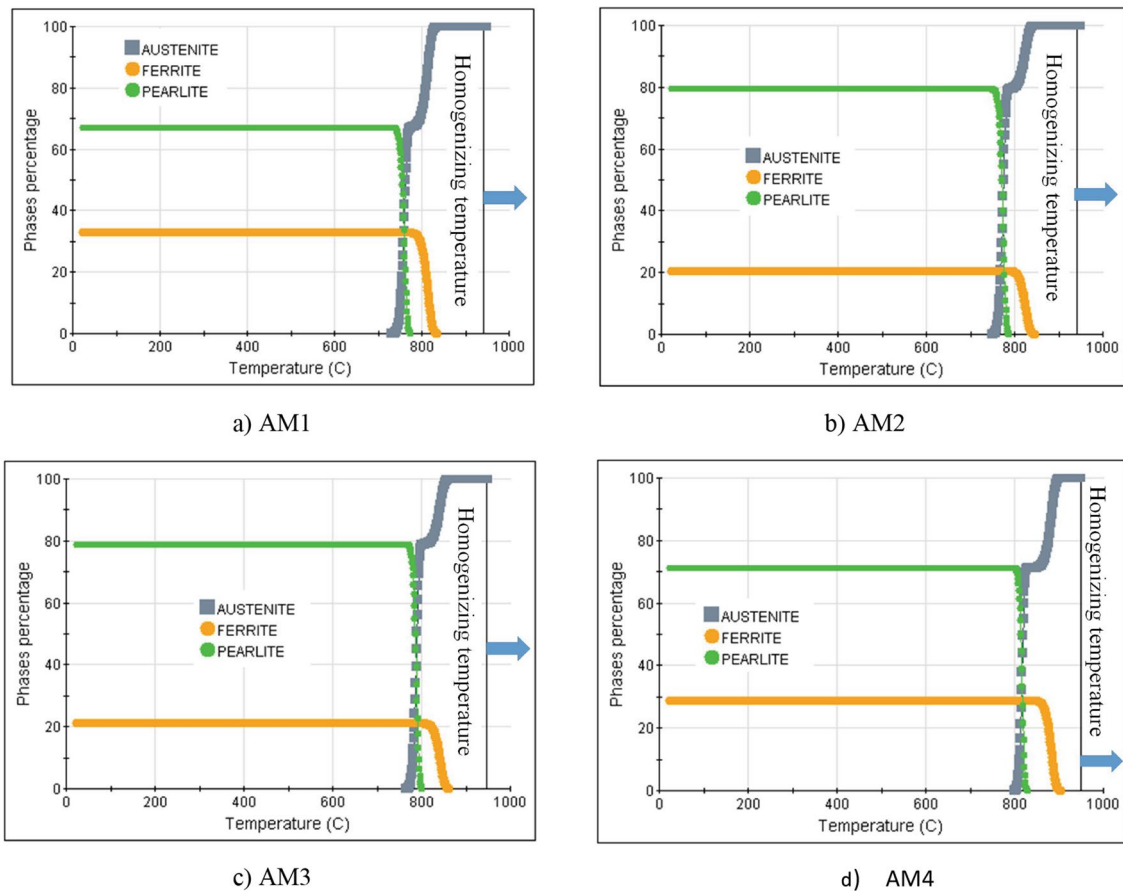 100
80
60
40
20
0
Phases percentage
AUSTENITE
FERRITE
PEARLITE
Homogenizing temperature
0 200 400 600 800 1000
Temperature (C)
a) AM1
100
80
60
40
20
0
Phases percentage
AUSTENITE
FERRITE
PEARLITE
Homogenizing temperature
0 200 400 600 800 1000
Temperature (C)
b) AM2
100
80
60
40
20
0
Phases percentage
AUSTENITE
FERRITE
PEARLITE
Homogenizing temperature
0 200 400 600 800 1000
Temperature (C)
c) AM3
100
80
60
40
20
0
Phases percentage
AUSTENITE
FERRITE
PEARLITE
Homogenizing temperature
0 200 400 600 800 1000
Temperature (C)
d) AM4